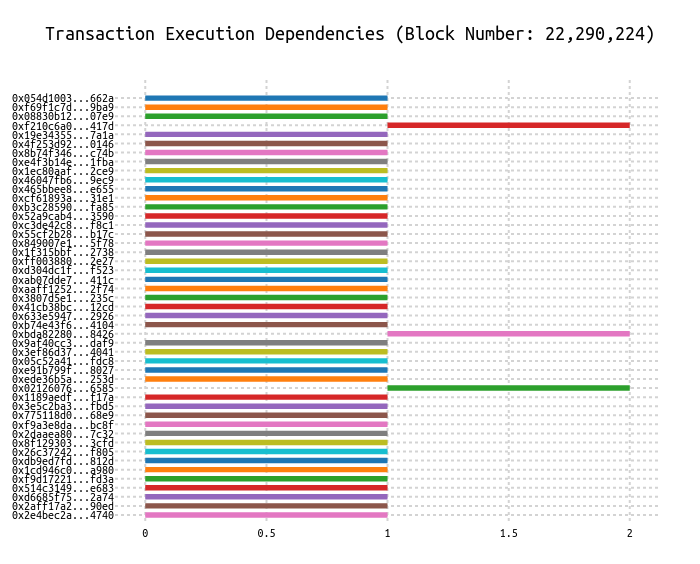 Transaction Execution Dependencies (Block Number: 22,290,224)
0x054d1003...662a
0xf69f1c7d...9ba9
0x08830b12...07e9
0xf210c6a0...417d
0x19e34355...7a1a
0x4f253d92...0146
0x8b74f346...c74b
0xe4f3b14e...1fba
0x1ec80aaf...2ce9
0x46047fb6...9ec9
0x465bbee8...e655
0xcf61893a...31e1
0xb3c28590...fa85
0x52a9cab4...3590
0xc3de42c8...f8c1
0x55cf2b28...b17c
0x849007e1...5f78
0x1f315bbf...2738
0xff003880...2e27
0xd304dc1f...f523
0xab07dde7...411c
0xaaff1252...2f74
0x3807d5e1...235c
0x41cb38bc...12cd
0x633e5947...2926
0xb74e43f6...4104
0xbda82280...8426
0x9af40cc3...daf9
0x3ef86d37...4041
0x05c52a41...fdc8
0xe91b799f...8027
0xede36b5a...253d
0x02126076...6585
0x1189aedf...f17a
0x3e5c2ba3...fbd5
0x775118d0...68e9
0xf9a3e8da...bc8f
0x2daaea80...7c32
0x8f129303...3cfd
0x26c37242...f805
0xdb9ed7fd...812d
0x1cd946c0...a980
0xf9d17221...fd3a
0x514c3149...e683
0xd6685f75...2a74
0x2aff17a2...90ed
0x2e4bec2a...4740
0 0.5 1 1.5 2